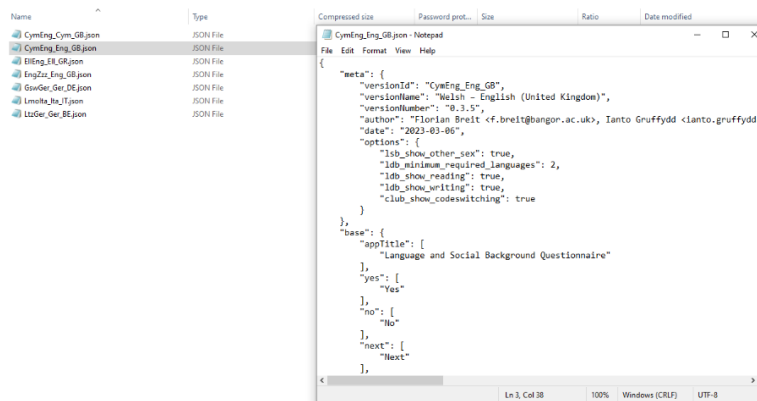 Name Type Compressed size Password prot... Size Ratio Date modified
CymEng_Cym_GB.json JSON File
CymIta_Eng_GB.json JSON File
EllEng_Ell_GR.json JSON File
EngZzz_Eng_GB.json JSON File
GswGer_Ger_DE.json JSON File
LmoIta_Ita_IT.json JSON File
LtzGer_Ger_BE.json JSON File
CymEng_Eng_GB.json - Notepad
File Edit Format View Help
{
"meta": {
"versionId": "CymEng_Eng_GB",
"versionName": "Welsh – English (United Kingdom)",
"versionNumber": "0.3.5",
"author": "Florian Breit <f.breit@bangor.ac.uk>, Ianto Gruffydd <ianto.gruffydd
"date": "2023-03-06",
"options": {
"lsb_show_other_sex": true,
"ldb_minimum_required_languages": 2,
"ldb_show_reading": true,
"ldb_show_writing": true,
"club_show_codeswitching": true
}
},
"base": {
"appTitle": [
"Language and Social Background Questionnaire"
],
"yes": [
"Yes"
],
"no": [
"No"
],
"next": [
"Next"
],
Ln 3, Col 38 100% Windows (CRLF) UTF-8